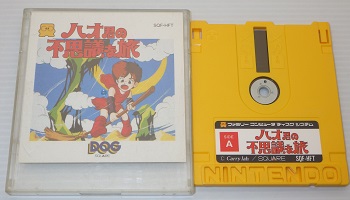 ハオ君の
不思議な旅
SQF-HFT
DOG
SQUARE
ファミリー コンピュータ ディスク システム
SIDE
A
ハオ君の
不思議な旅
© Carry lab / SQUARE SQF-HFT
NINTENDO